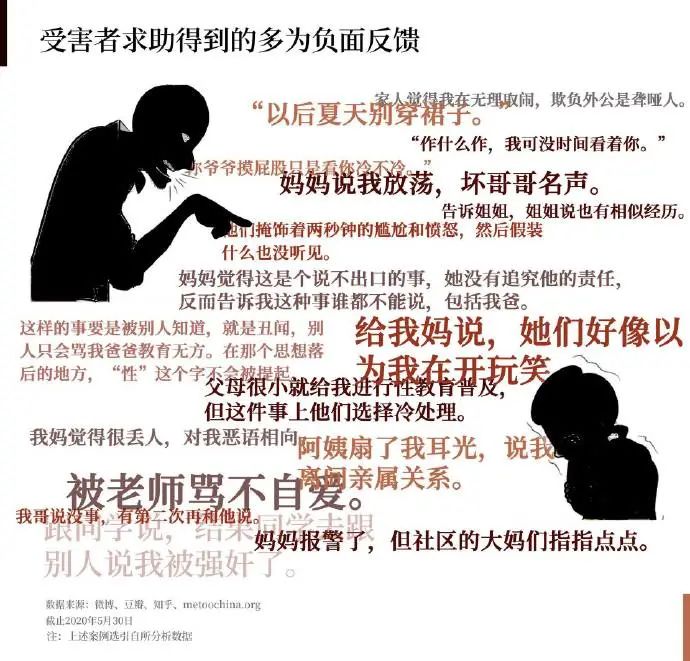 受害者求助得到的多为负面反馈
家人觉得我在无理取闹，欺负外公是聋哑人。
“以后夏天别穿裙子。”
“作什么作，我可没时间看着你。”
你爷爷摸屁股只是看你冷不冷。”
妈妈说我放荡，坏哥哥名声。
告诉姐姐，姐姐说也有相似经历。
他们掩饰着两秒钟的尴尬和愤怒，然后假装
什么也没听见。
妈妈觉得这是个说不出口的事，她没有追究他的责任，
反而告诉我这种事谁都不能说，包括我爸。
这样的事要是被别人知道，就是丑闻，别
人只会骂我爸爸教育无方。在那个思想落
后的地方，“性”这个字不会被提起。
给我妈说，她们好像以
为我在开玩笑
父母很小就给我进行性教育普及，
但这件事上他们选择冷处理。
我妈觉得很丢人，对我恶语相向
阿姨扇了我耳光，说我
离间亲属关系。
被老师骂不自爱。
我哥说没事，有第二次再和他说。
跟同学说，结果同学去跟
别人说我被强奸了。
妈妈报警了，但社区的大妈们指指点点。
数据来源：微博、豆瓣、知乎、metoochina.org
截止2020年5月30日
注：上述案例选引自所分析数据